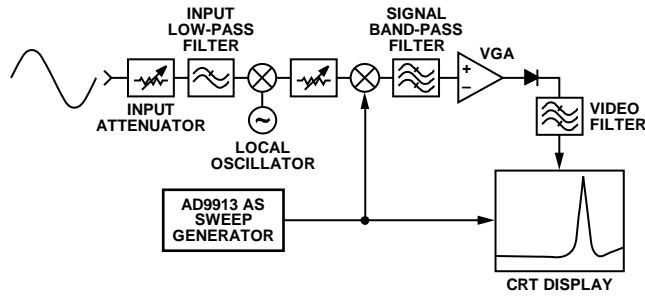 INPUT
LOW-PASS
FILTER
SIGNAL
BAND-PASS
FILTER
VGA
+
–
INPUT
ATTENUATOR
~
LOCAL
OSCILLATOR
VIDEO
FILTER
AD9913 AS
SWEEP
GENERATOR
CRT DISPLAY